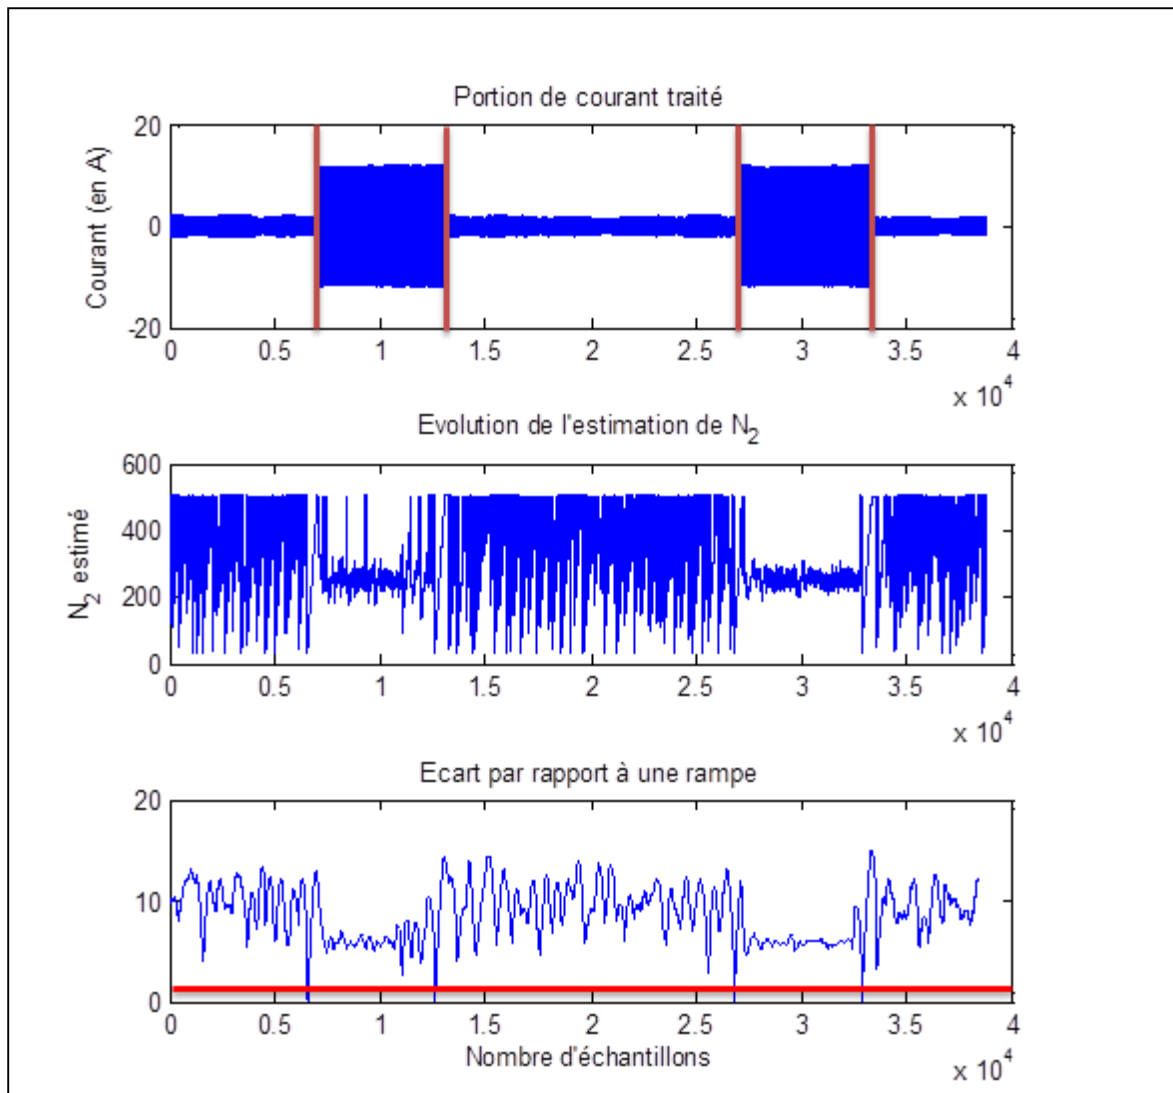 Portion de courant traité
Courant (en A)
20
0
-20
0 0.5 1 1.5 2 2.5 3 3.5 4
x 10^4
Evolution de l'estimation de N_2
N_2 estimé
600
400
200
0
0 0.5 1 1.5 2 2.5 3 3.5 4
x 10^4
Ecart par rapport à une rampe
20
10
0
0 0.5 1 1.5 2 2.5 3 3.5 4
Nombre d'échantillons
x 10^4